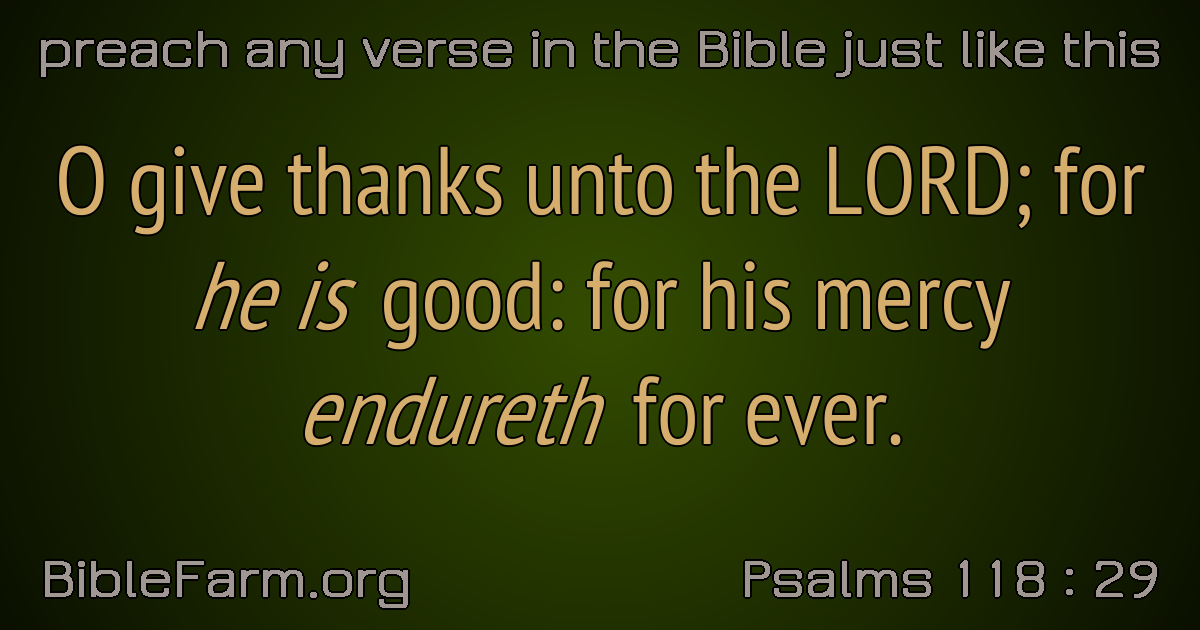 preach any verse in the Bible just like this
O give thanks unto the LORD; for
he is good: for his mercy
endureth for ever.
BibleFarm.org
Psalms 118 : 29